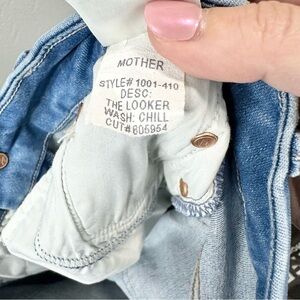 MOTHER
STYLE# 1001-410
DESC:
THE LOOKER
WASH: CHILL
CUT#605954